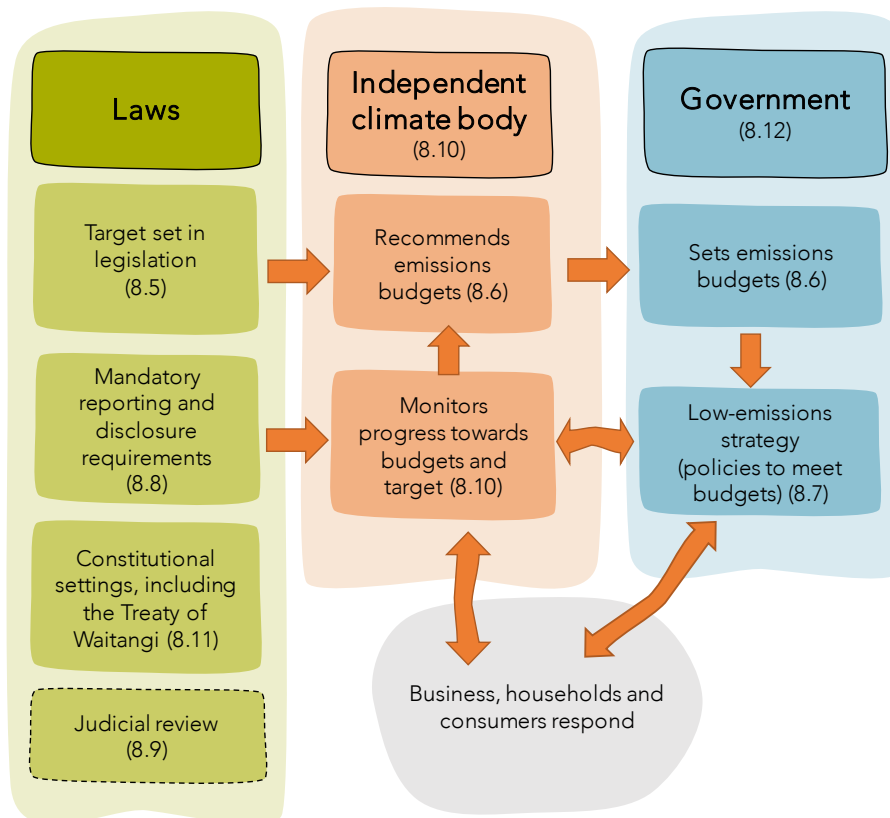 Laws
Target set in
legislation
(8.5)
Mandatory
reporting and
disclosure
requirements
(8.8)
Constitutional
settings, including
the Treaty of
Waitangi (8.11)
Judicial review
(8.9)
Independent
climate body
(8.10)
Recommends
emissions
budgets (8.6)
Monitors
progress towards
budgets and
target (8.10)
Government
(8.12)
Sets emissions
budgets (8.6)
Low-emissions
strategy
(policies to meet
budgets) (8.7)
Business, households and
consumers respond